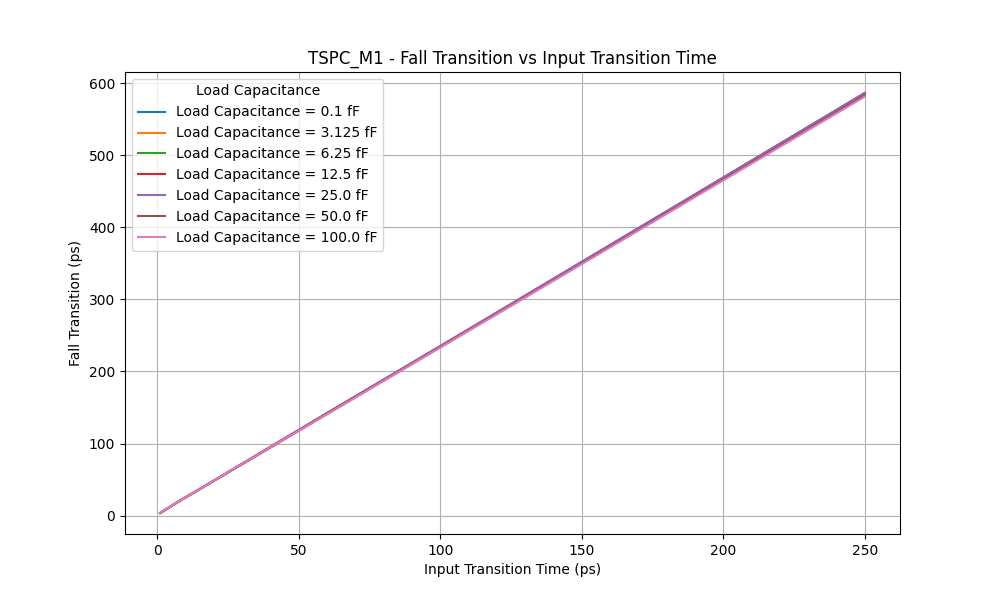 TSPC_M1 - Fall Transition vs Input Transition Time
Load Capacitance
Load Capacitance = 0.1 fF
Load Capacitance = 3.125 fF
Load Capacitance = 6.25 fF
Load Capacitance = 12.5 fF
Load Capacitance = 25.0 fF
Load Capacitance = 50.0 fF
Load Capacitance = 100.0 fF
Fall Transition (ps)
600
500
400
300
200
100
0
0 50 100 150 200 250
Input Transition Time (ps)